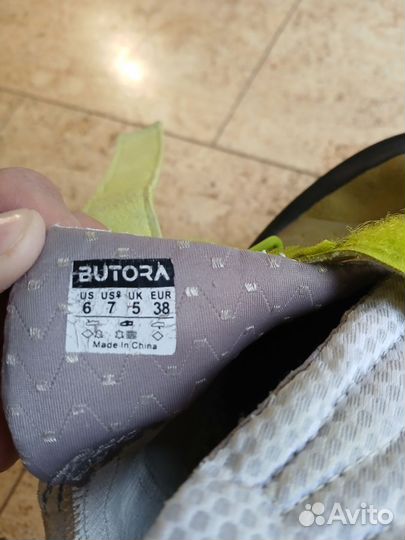 BUTORA
US US♀ UK EUR
6 7 5 38
Made In China
Avito